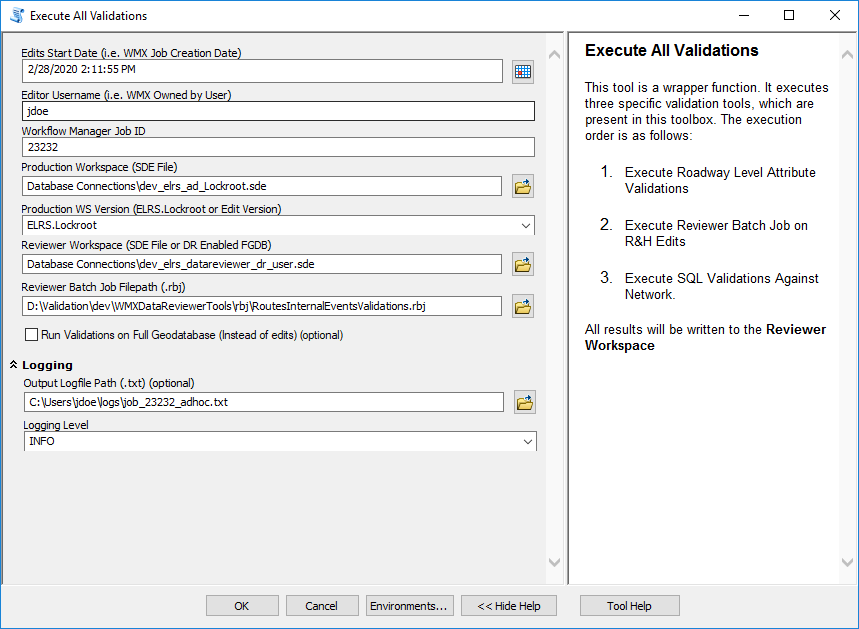 Execute All Validations
Edits Start Date (i.e. WMX Job Creation Date)
2/28/2020 2:11:55 PM
Editor Username (i.e. WMX Owned by User)
jdoe
Workflow Manager Job ID
23232
Production Workspace (SDE File)
Database Connections\dev_elrs_ad_Lockroot.sde
Production WS Version (ELRS.Lockroot or Edit Version)
ELRS.Lockroot
Reviewer Workspace (SDE File or DR Enabled FGDB)
Database Connections\dev_elrs_datareviewer_dr_user.sde
Reviewer Batch Job Filepath (.rbj)
D:\Validation\dev\WMXDataReviewerTools\rbj\RoutesInternalEventsValidations.rbj
Run Validations on Full Geodatabase (Instead of edits) (optional)
Logging
Output Logfile Path (.txt) (optional)
C:\Users\jdoe\logs\job_23232_adhoc.txt
Logging Level
INFO
Execute All Validations
This tool is a wrapper function. It executes
three specific validation tools, which are
present in this toolbox. The execution
order is as follows:
1. Execute Roadway Level Attribute
Validations
2. Execute Reviewer Batch Job on
R&H Edits
3. Execute SQL Validations Against
Network.
All results will be written to the Reviewer
Workspace
OK
Cancel
Environments...
<< Hide Help
Tool Help